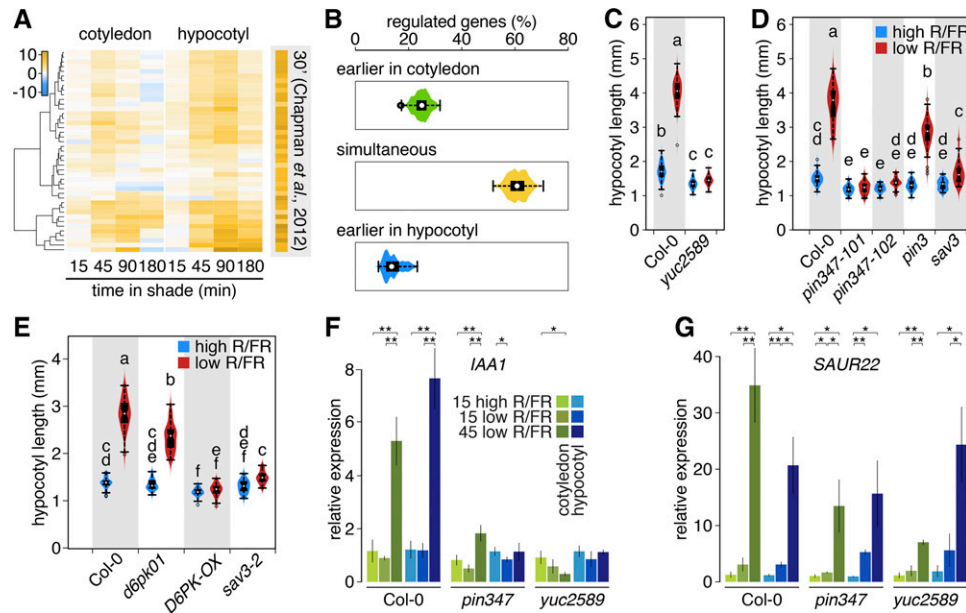 A
cotyledon hypocotyl
10
0
-10
30' (Chapman et al., 2012)
15 45 90 180 15 45 90 180
time in shade (min)
B
regulated genes (%)
0 20 40 60 80
earlier in cotyledon
simultaneous
earlier in hypocotyl
C
hypocotyl length (mm)
6
5
4
3
2
1
0
a
b
c c
Col-0
yuc2589
D
high R/FR
low R/FR
hypocotyl length (mm)
6
5
4
3
2
1
0
a
b
c
c d
e e
e
d e
d e
c d e
Col-0
pin347-101
pin347-102
pin3
sav3
E
high R/FR
low R/FR
hypocotyl length (mm)
4
3
2
1
a
b
c d
c d e
f
e f
d e f
c
Col-0
d6pk01
D6PK-OX
sav3-2
F
** ** ** *
** ** ** *
IAA1
relative expression
8
6
4
2
0
15 high R/FR
15 low R/FR
45 low R/FR
cotyledon
hypocotyl
Col-0 pin347 yuc2589
G
SAUR22
relative expression
40
30
20
10
0
Col-0 pin347 yuc2589